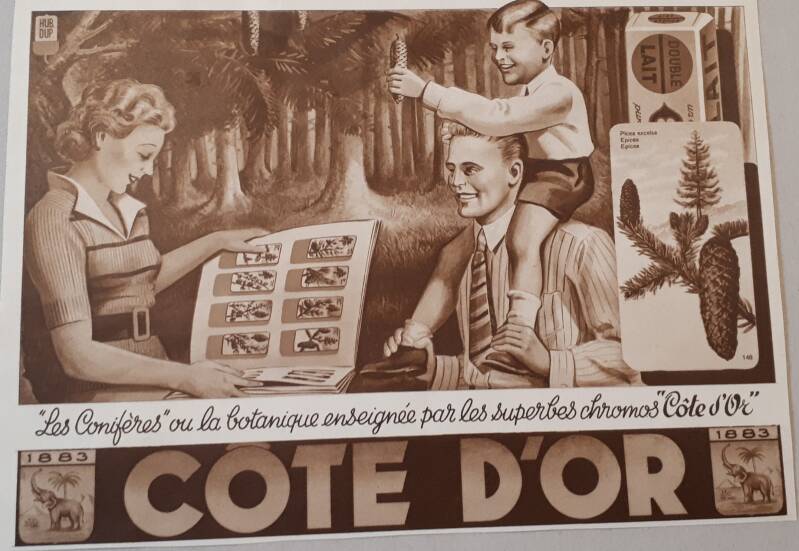 HUB.
DUP
DOUBLE
LAIT
LAIT
Picea excelsa
Epicéa
Epicea
148
"Les Conifères" ou la botanique enseignée par les superbes chromos "Côte d'Or"
1883
CÔTE D'OR
1883